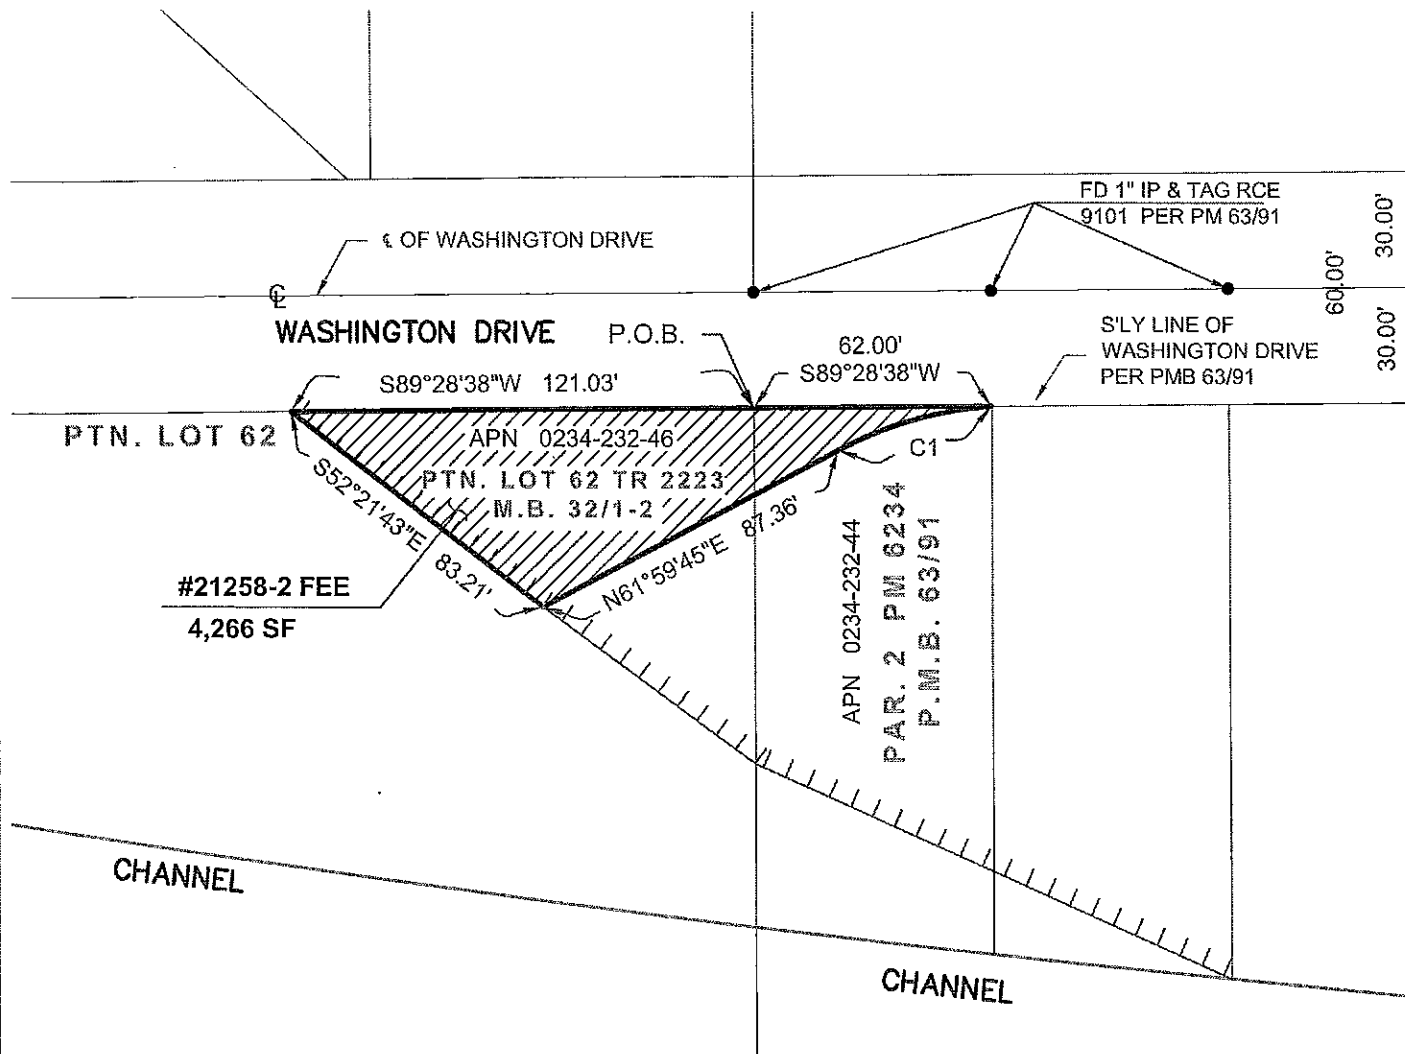 FD 1" IP & TAG RCE
9101 PER PM 63/91
30.00'
60.00'
30.00'
℄ OF WASHINGTON DRIVE
℄
WASHINGTON DRIVE
P.O.B.
62.00'
S89°28'38"W
S'LY LINE OF
WASHINGTON DRIVE
PER PMB 63/91
S89°28'38"W 121.03'
PTN. LOT 62
APN 0234-232-46
PTN. LOT 62 TR 2223
M.B. 32/1-2
C1
S52°21'43"E 83.21'
N61°59'45"E 87.36'
#21258-2 FEE
4,266 SF
APN 0234-232-44
PAR. 2 PM 6234
P.M.B. 63/91
CHANNEL
CHANNEL